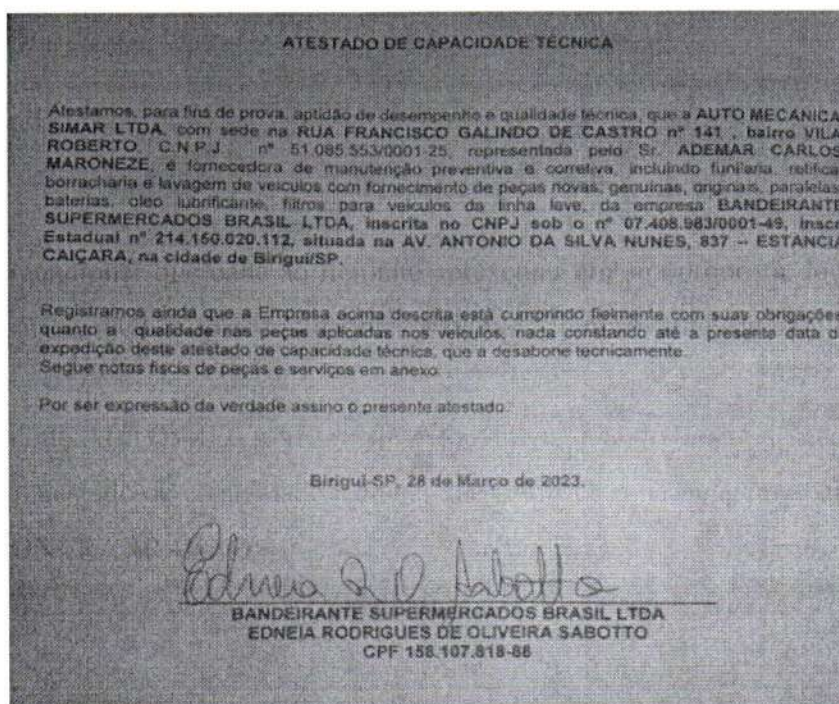 ATESTADO DE CAPACIDADE TÉCNICA
Atestamos, para fins de prova, aptidão de desempenho e qualidade técnica, que a AUTO MECANICA
SIMAR LTDA, com sede na RUA FRANCISCO GALINDO DE CASTRO nº 141 , bairro VILA
ROBERTO C.N.P.J. nº 51.085.553/0001-25, representada pelo Sr. ADEMAR CARLOS
MARONEZE, é fornecedora de manutenção preventiva e corretiva, incluindo funilaria, retifica,
borracharia e lavagem de veículos com fornecimento de peças novas, genuínas, originais, paralelas,
baterias, óleo lubrificante, filtros para veículos da linha leve, da empresa BANDEIRANTE
SUPERMERCADOS BRASIL LTDA, inscrita no CNPJ sob o nº 07.408.983/0001-49, Inscr
Estadual nº 214.150.020.112, situada na AV. ANTONIO DA SILVA NUNES, 837 – ESTANCIA
CAIÇARA, na cidade de Birigui/SP.
Registramos ainda que a Empresa acima descrita está cumprindo fielmente com suas obrigações
quanto a qualidade nas peças aplicadas nos veículos, nada constando até a presente data d
expedição deste atestado de capacidade técnica, que a desabone tecnicamente.
Segue notas fiscis de peças e serviços em anexo.
Por ser expressão da verdade assino o presente atestado.
Birigui-SP, 28 de Março de 2023.
Edneia R O Sabotto
BANDEIRANTE SUPERMERCADOS BRASIL LTDA
EDNEIA RODRIGUES DE OLIVEIRA SABOTTO
CPF 158.107.818-88